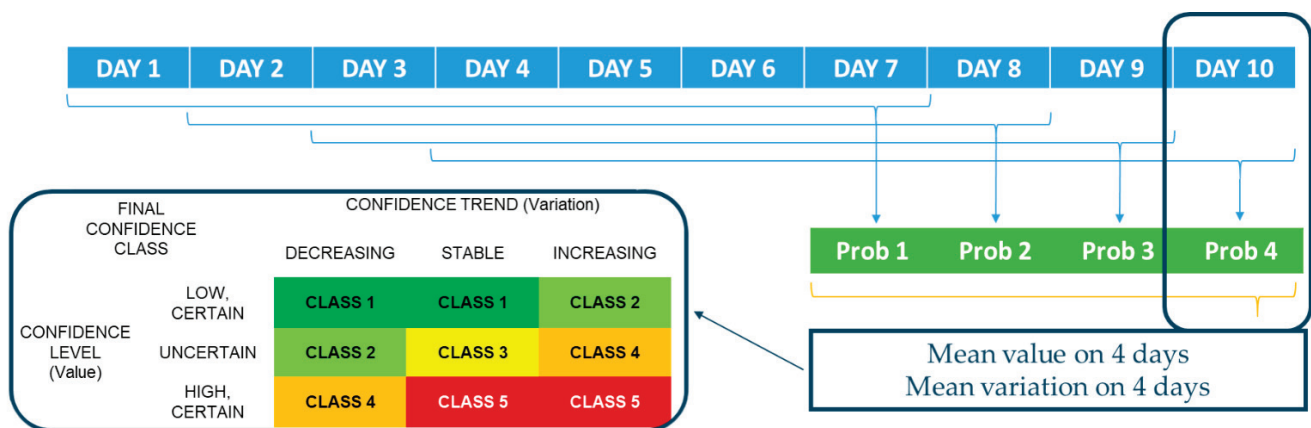 DAY 1 DAY 2 DAY 3 DAY 4 DAY 5 DAY 6 DAY 7 DAY 8 DAY 9 DAY 10
Prob 1 Prob 2 Prob 3 Prob 4
Mean value on 4 days
Mean variation on 4 days
FINAL
CONFIDENCE
CLASS
CONFIDENCE TREND (Variation)
DECREASING STABLE INCREASING
CONFIDENCE
LEVEL
(Value)
LOW,
CERTAIN
CLASS 1 CLASS 1 CLASS 2
UNCERTAIN CLASS 2 CLASS 3 CLASS 4
HIGH,
CERTAIN
CLASS 4 CLASS 5 CLASS 5